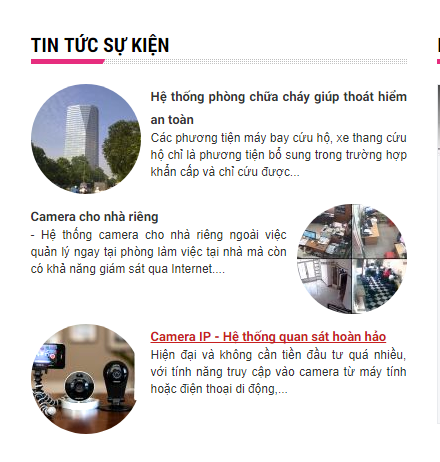 TIN TỨC SỰ KIỆN
Hệ thống phòng chữa cháy giúp thoát hiểm
an toàn
Các phương tiện máy bay cứu hộ, xe thang cứu
hộ chỉ là phương tiện bổ sung trong trường hợp
khẩn cấp và chỉ cứu được...
Camera cho nhà riêng
- Hệ thống camera cho nhà riêng ngoài việc
quản lý ngay tại phòng làm việc tại nhà mà còn
có khả năng giám sát qua Internet....
Camera IP - Hệ thống quan sát hoàn hảo
Hiện đại và không cần tiền đầu tư quá nhiều,
với tính năng truy cập vào camera từ máy tính
hoặc điện thoại di động,...